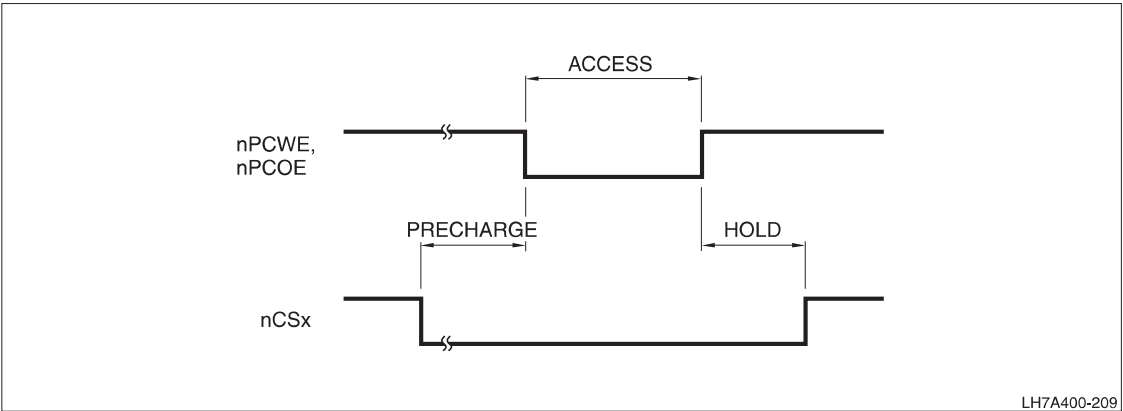 ACCESS
nPCWE,
nPCOE
PRECHARGE
HOLD
nCSx
LH7A400-209